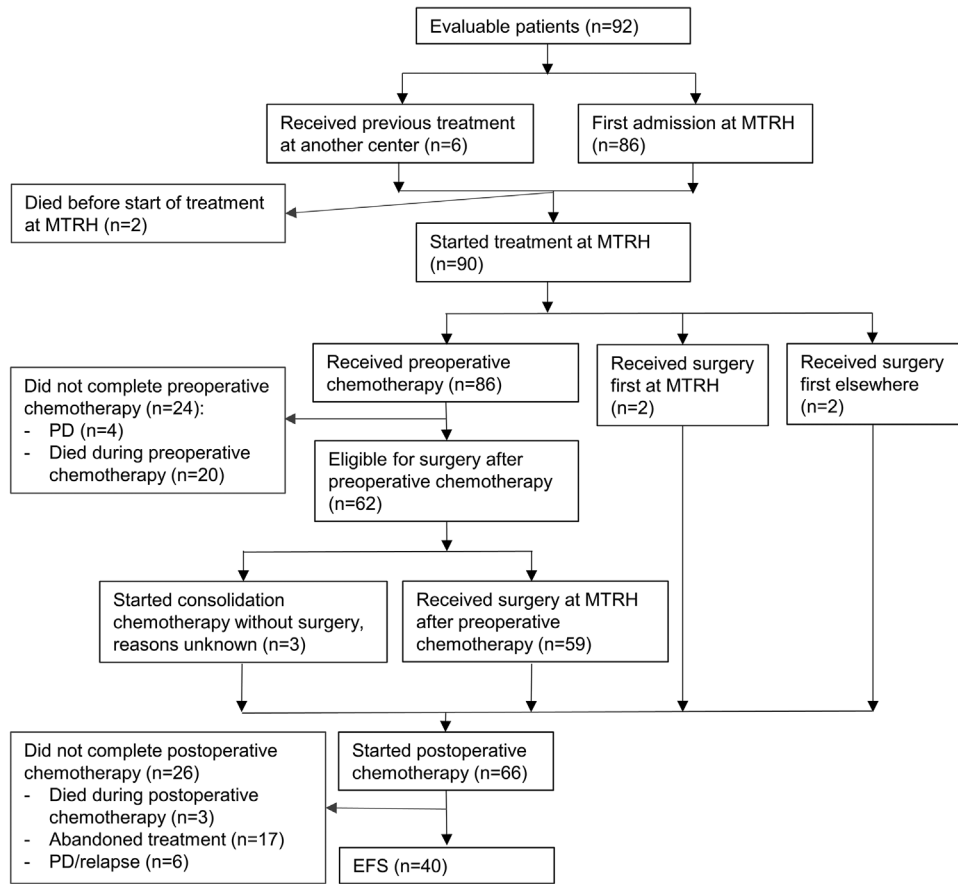 Evaluable patients (n=92)
Received previous treatment
at another center (n=6)
First admission at MTRH
(n=86)
Died before start of treatment
at MTRH (n=2)
Started treatment at MTRH
(n=90)
Received preoperative
chemotherapy (n=86)
Received surgery
first at MTRH
(n=2)
Received surgery
first elsewhere
(n=2)
Did not complete preoperative
chemotherapy (n=24):
- PD (n=4)
- Died during preoperative
chemotherapy (n=20)
Eligible for surgery after
preoperative chemotherapy
(n=62)
Started consolidation
chemotherapy without surgery,
reasons unknown (n=3)
Received surgery at MTRH
after preoperative
chemotherapy (n=59)
Did not complete postoperative
chemotherapy (n=26)
- Died during postoperative
chemotherapy (n=3)
- Abandoned treatment (n=17)
- PD/relapse (n=6)
Started postoperative
chemotherapy (n=66)
EFS (n=40)